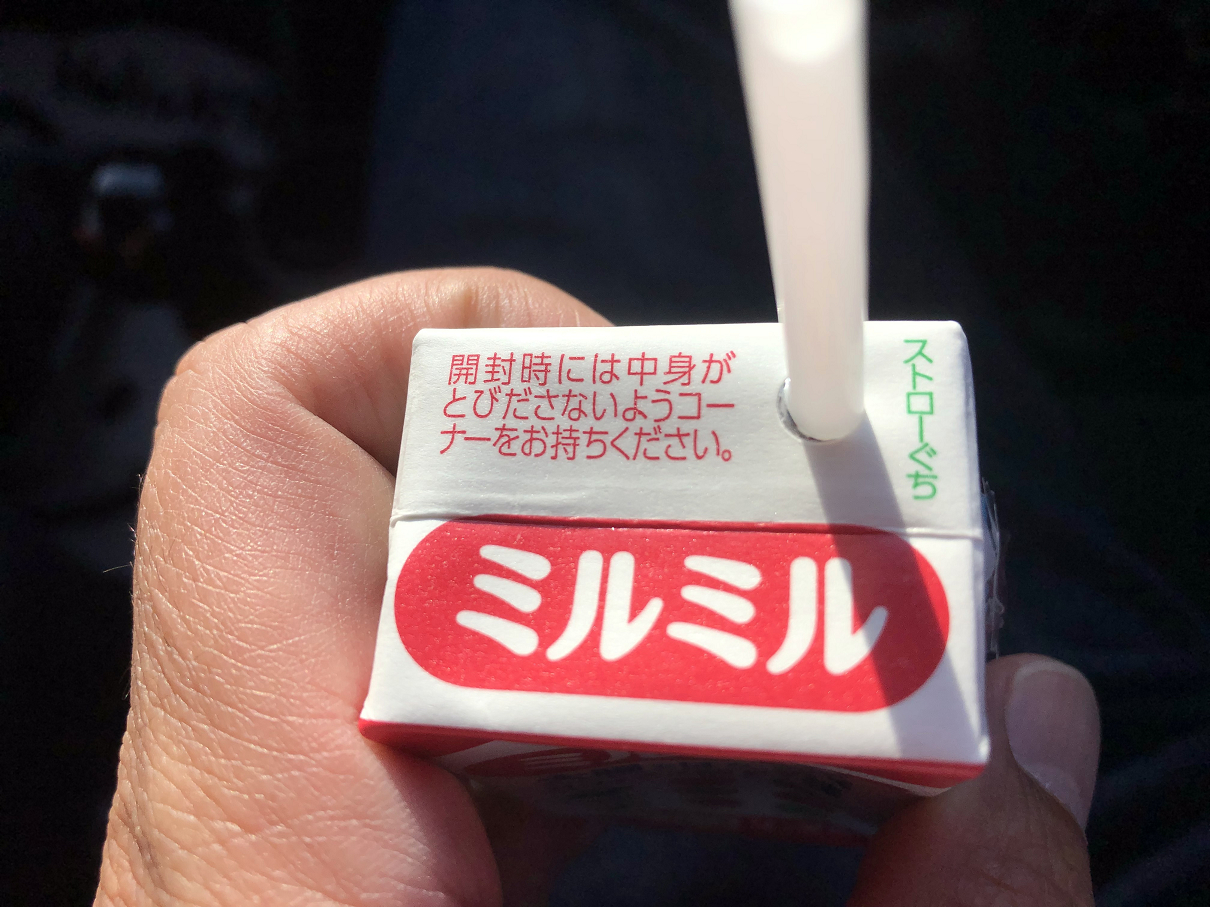 開封時には中身が
とびださないようコー
ナーをお持ちください。
ストローぐち
ミルミル